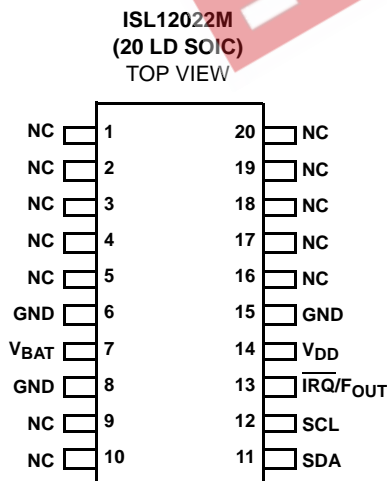 ISL12022M
(20 LD SOIC)
TOP VIEW
NC 1 20 NC
NC 2 19 NC
NC 3 18 NC
NC 4 17 NC
NC 5 16 NC
GND 6 15 GND
VBAT 7 14 VDD
GND 8 13 IRQ/FOUT
NC 9 12 SCL
NC 10 11 SDA